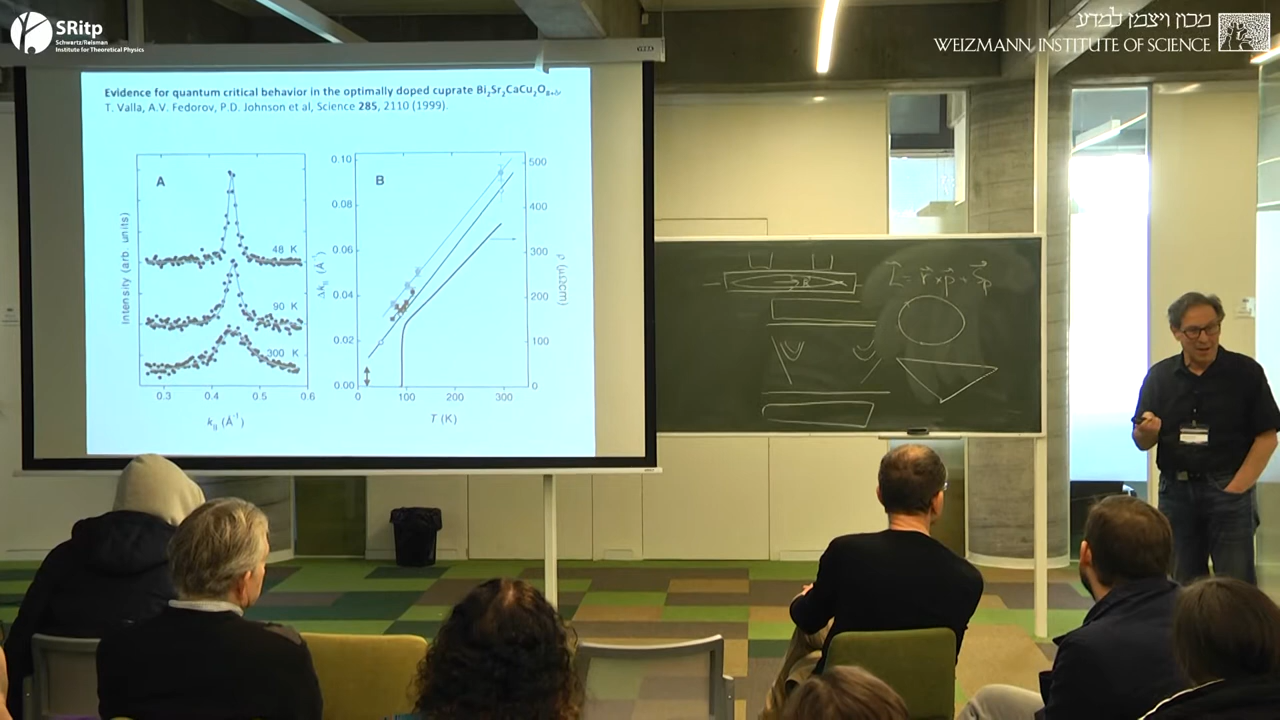 SRitp
Schwartz/Reisman
Institute for Theoretical Physics
מכון ויצמן למדע
WEIZMANN INSTITUTE OF SCIENCE
Evidence for quantum critical behavior in the optimally doped cuprate Bi₂Sr₂CaCu₂O₈₊δ,
T. Valla, A.V. Fedorov, P.D. Johnson et al, Science 285, 2110 (1999).
A
48 K
90 K
300 K
Intensity (arb. units)
0.3 0.4 0.5 0.6
k|| (Å⁻¹)
B
0.10
0.08
0.06
0.04
0.02
0.00
Δk|| (Å⁻¹)
500
400
300
200
100
0
ρ (μΩcm)
0 100 200 300
T (K)
L⃗ = r⃗ × p⃗ +